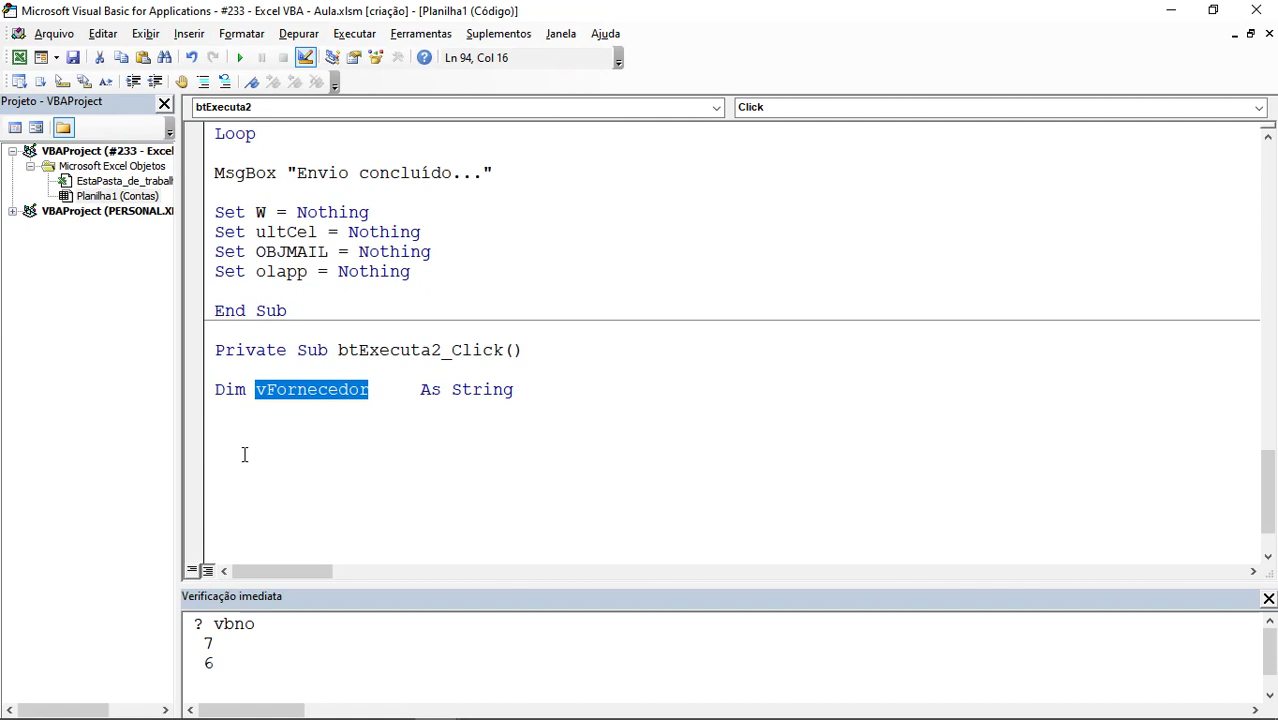 Microsoft Visual Basic for Applications - #233 - Excel VBA - Aula.xlsm [criação] - [Planilha1 (Código)]
Arquivo Editar Exibir Inserir Formatar Depurar Executar Ferramentas Suplementos Janela Ajuda
Ln 94, Col 16
Projeto - VBAProject
btExecuta2 Click
VBAProject (#233 - Exce
Microsoft Excel Objetos
EstaPasta_de_trabalh
Planilha1 (Contas)
VBAProject (PERSONAL.X
Loop
MsgBox "Envio concluído..."
Set W = Nothing
Set ultCel = Nothing
Set OBJMAIL = Nothing
Set olapp = Nothing
End Sub
Private Sub btExecuta2_Click()
Dim vFornecedor As String
Verificação imediata
? vbno
7
6